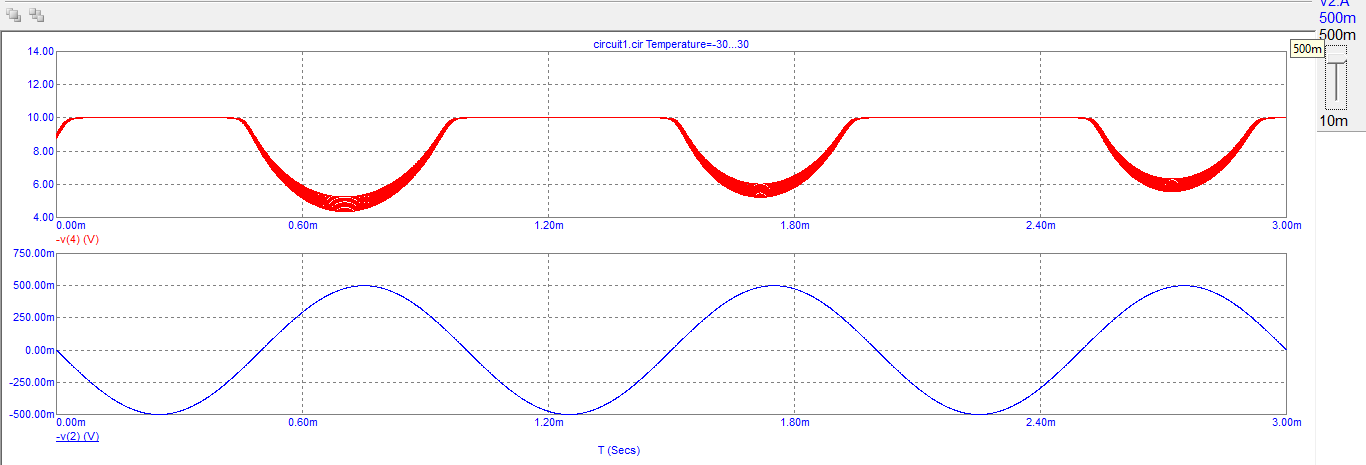 V2.A
500m
500m
500m
10m
circuit1.cir Temperature=-30...30
14.00
12.00
10.00
8.00
6.00
4.00
0.00m 0.60m 1.20m 1.80m 2.40m 3.00m
-v(4) (V)
750.00m
500.00m
250.00m
0.00m
-250.00m
-500.00m
0.00m 0.60m 1.20m 1.80m 2.40m 3.00m
-v(2) (V)
T (Secs)